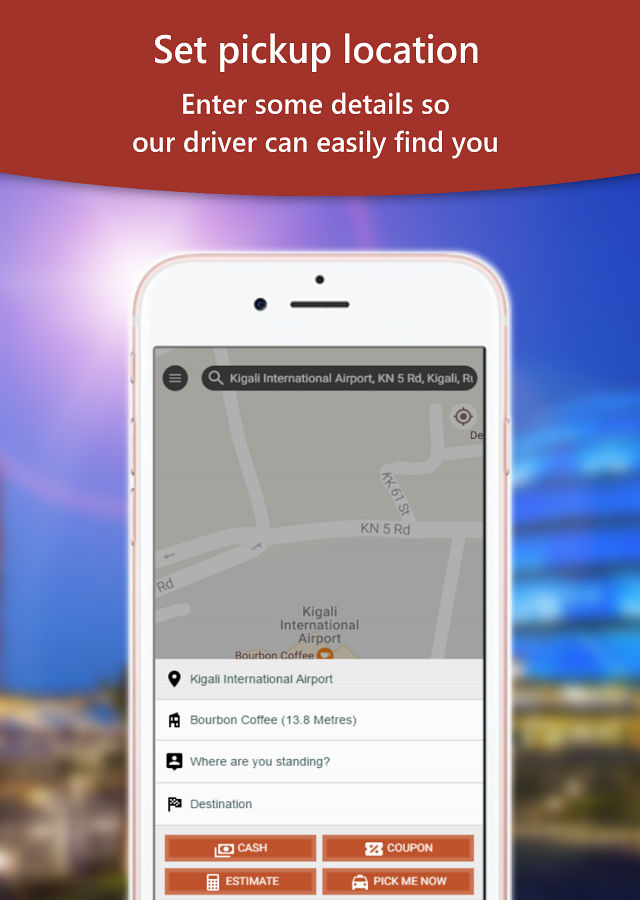 Set pickup location
Enter some details so
our driver can easily find you
Kigali International Airport, KN 5 Rd, Kigali,
De
KK 61 St
KN 5 Rd
Rd
Kigali
International
Airport
Bourbon Coffee
Kigali International Airport
Bourbon Coffee (13.8 Metres)
Where are you standing?
Destination
CASH
COUPON
ESTIMATE
PICK ME NOW